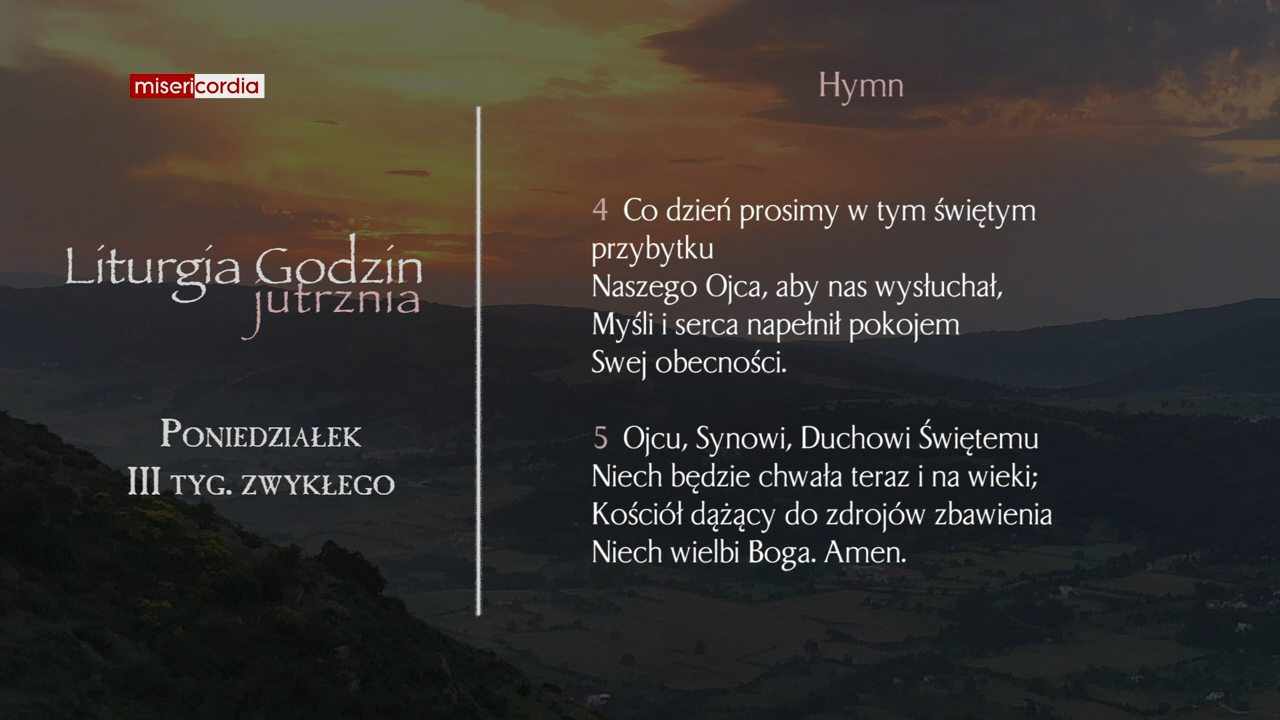 misericordia
Liturgia Godzin
jutrznia
Poniedziałek
III tyg. zwykłego
Hymn
4 Co dzień prosimy w tym świętym
przybytku
Naszego Ojca, aby nas wysłuchał,
Myśli i serca napełnił pokojem
Swej obecności.
5 Ojcu, Synowi, Duchowi Świętemu
Niech będzie chwała teraz i na wieki;
Kościół dążący do zdrojów zbawienia
Niech wielbi Boga. Amen.